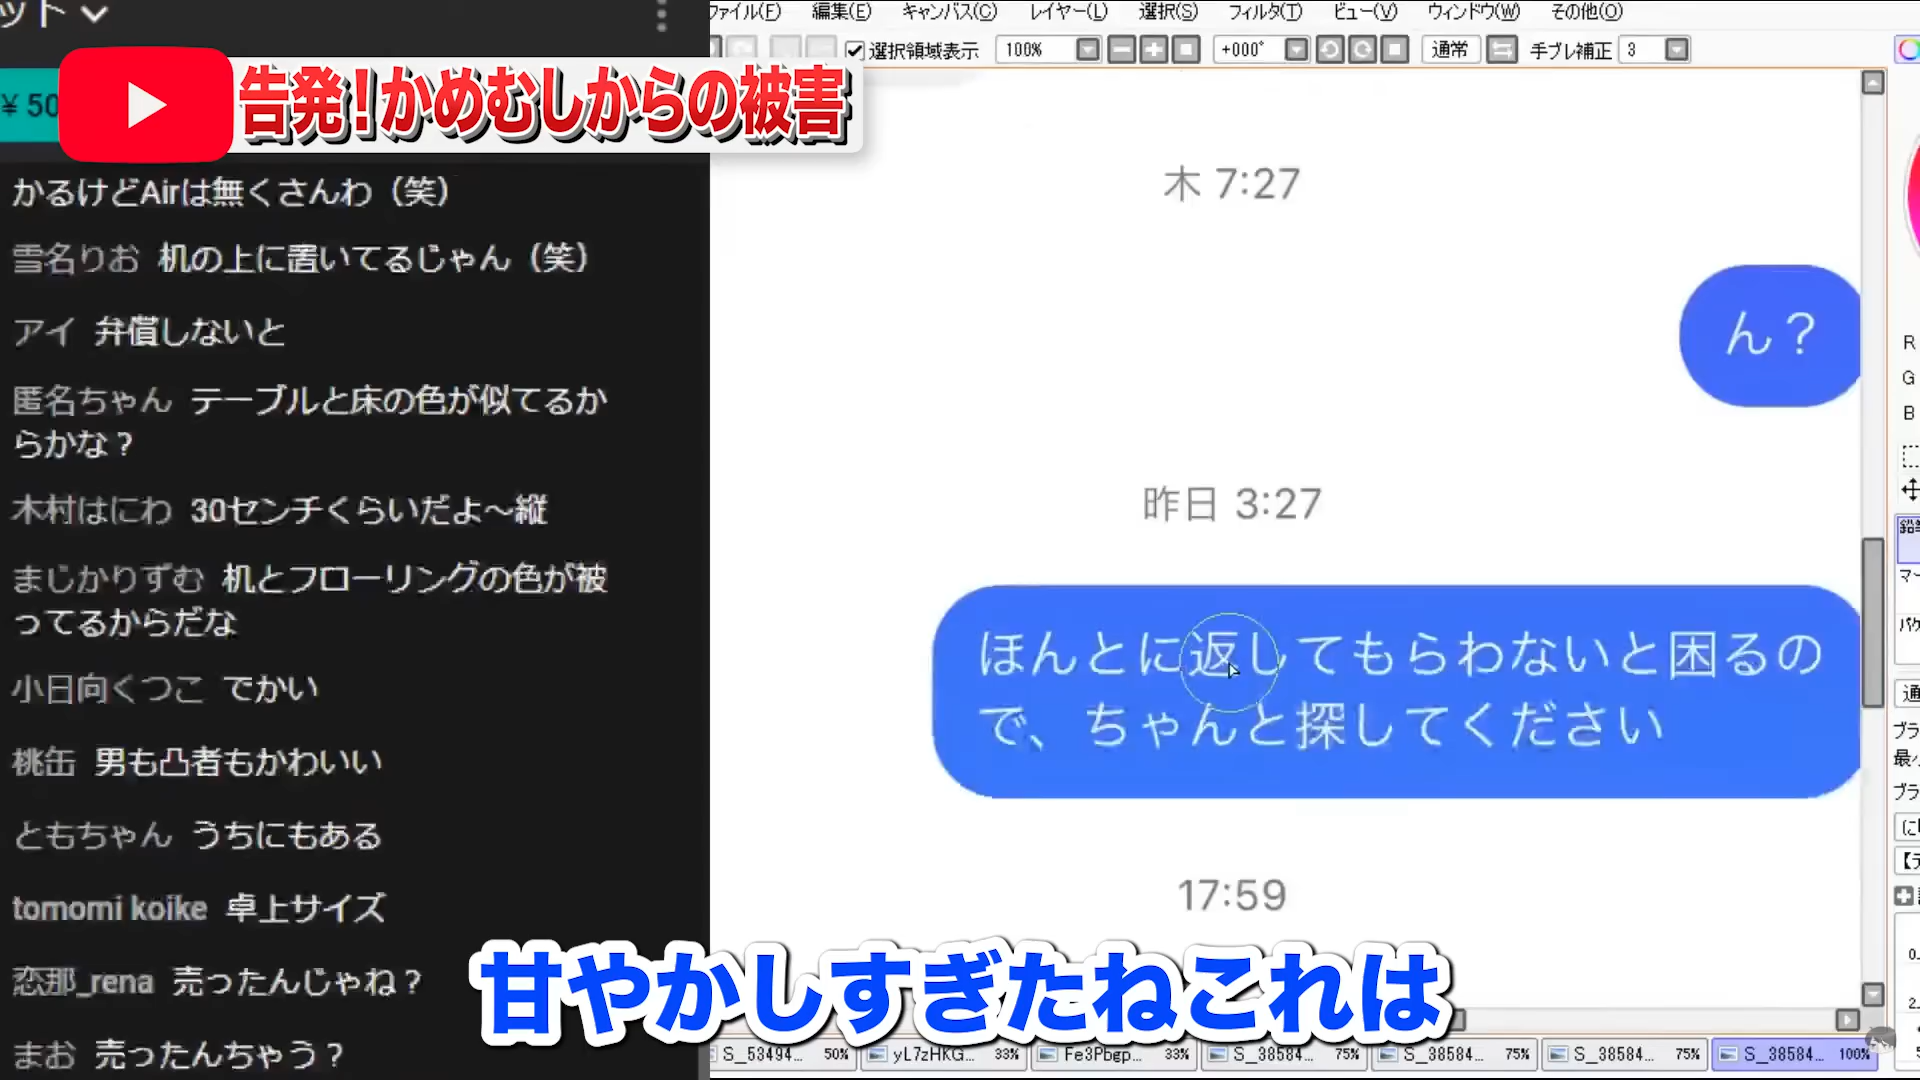 ット
¥ 50
告発！かめむしからの被害
かるけどAirは無くさんわ（笑）
雪名りお 机の上に置いてるじゃん（笑）
アイ 弁償しないと
匿名ちゃん テーブルと床の色が似てるか
らかな？
木村はにわ 30センチくらいだよ〜縦
まじかりずむ 机とフローリングの色が被
ってるからだな
小日向くつこ でかい
桃缶 男も凸者もかわいい
ともちゃん うちにもある
tomomi koike 卓上サイズ
恋那_rena 売ったんじゃね？
まお 売ったんちゃう？
ファイル(F) 編集(E) キャンバス(C) レイヤー(L) 選択(S) フィルタ(T) ビュー(V) ウィンドウ(W) その他(O)
選択領域表示 100% +000° 通常 手ブレ補正 3
木 7:27
ん？
昨日 3:27
ほんとに返してもらわないと困るの
で、ちゃんと探してください
17:59
甘やかしすぎたねこれは
R
G
B
S_53494... 50% yL7zHKG... 33% Fe3Pbgp... 33% S_38584... 75% S_38584... 75% S_38584... 75% S_38584... 100%